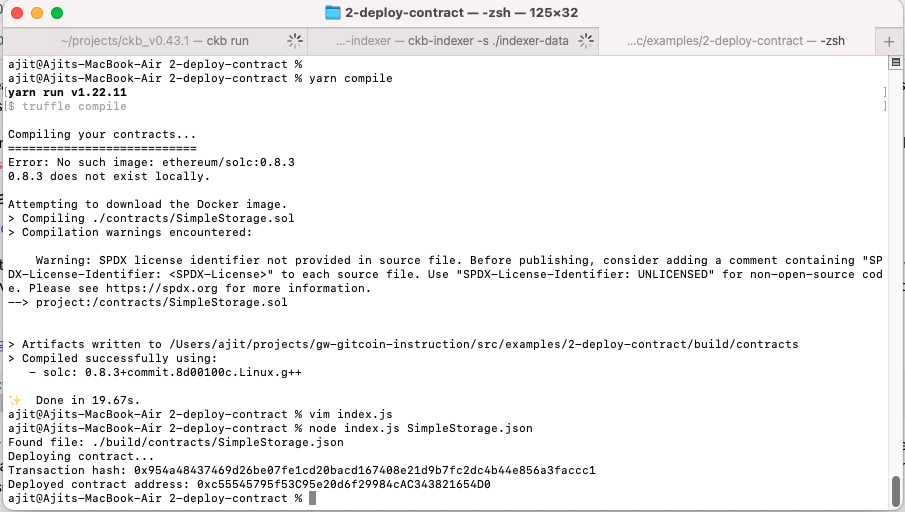 2-deploy-contract — -zsh — 125×32
~/projects/ckb_v0.43.1 — ckb run
...-indexer — ckb-indexer -s ./indexer-data
...c/examples/2-deploy-contract — -zsh
+
ajit@Ajits-MacBook-Air 2-deploy-contract %
ajit@Ajits-MacBook-Air 2-deploy-contract % yarn compile
[yarn run v1.22.11 ]
[$ truffle compile ]
Compiling your contracts...
===========================
Error: No such image: ethereum/solc:0.8.3
0.8.3 does not exist locally.
Attempting to download the Docker image.
> Compiling ./contracts/SimpleStorage.sol
> Compilation warnings encountered:
Warning: SPDX license identifier not provided in source file. Before publishing, consider adding a comment containing "SP
DX-License-Identifier: <SPDX-License>" to each source file. Use "SPDX-License-Identifier: UNLICENSED" for non-open-source cod
e. Please see https://spdx.org for more information.
--> project:/contracts/SimpleStorage.sol
> Artifacts written to /Users/ajit/projects/gw-gitcoin-instruction/src/examples/2-deploy-contract/build/contracts
> Compiled successfully using:
- solc: 0.8.3+commit.8d00100c.Linux.g++
✨ Done in 19.67s.
ajit@Ajits-MacBook-Air 2-deploy-contract % vim index.js
ajit@Ajits-MacBook-Air 2-deploy-contract % node index.js SimpleStorage.json
Found file: ./build/contracts/SimpleStorage.json
Deploying contract...
Transaction hash: 0x954a48437469d26be07fe1cd20bacd167408e21d9b7fc2dc4b44e856a3faccc1
Deployed contract address: 0xc55545795f53C95e20d6f29984cAC343821654D0
ajit@Ajits-MacBook-Air 2-deploy-contract %